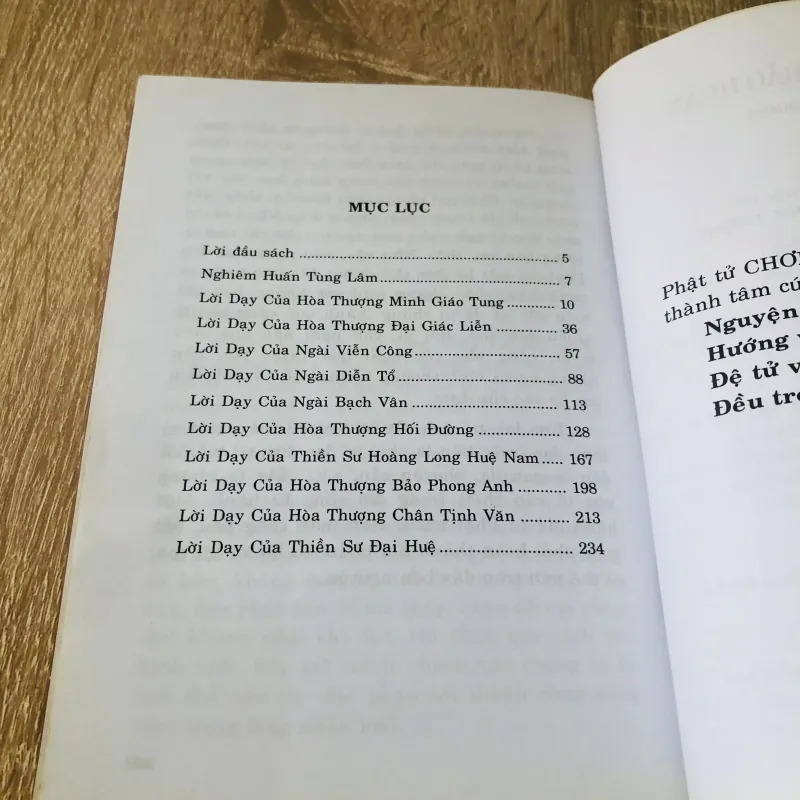 MỤC LỤC
Lời đầu sách ........................................................ 5
Nghiêm Huấn Tùng Lâm ....................................... 7
Lời Dạy Của Hòa Thượng Minh Giáo Tung ........... 10
Lời Dạy Của Hòa Thượng Đại Giác Liễn .............. 36
Lời Dạy Của Ngài Viễn Công ................................ 57
Lời Dạy Của Ngài Diễn Tổ .................................... 88
Lời Dạy Của Ngài Bạch Vân ................................. 113
Lời Dạy Của Hòa Thượng Hối Đường .................... 128
Lời Dạy Của Thiền Sư Hoàng Long Huệ Nam ..... 167
Lời Dạy Của Hòa Thượng Bảo Phong Anh ............ 198
Lời Dạy Của Hòa Thượng Chân Tịnh Văn ........... 213
Lời Dạy Của Thiền Sư Đại Huệ ............................. 234
Phật tử
thành tâm
Nguyện
Hướng
Đệ tử
Đều